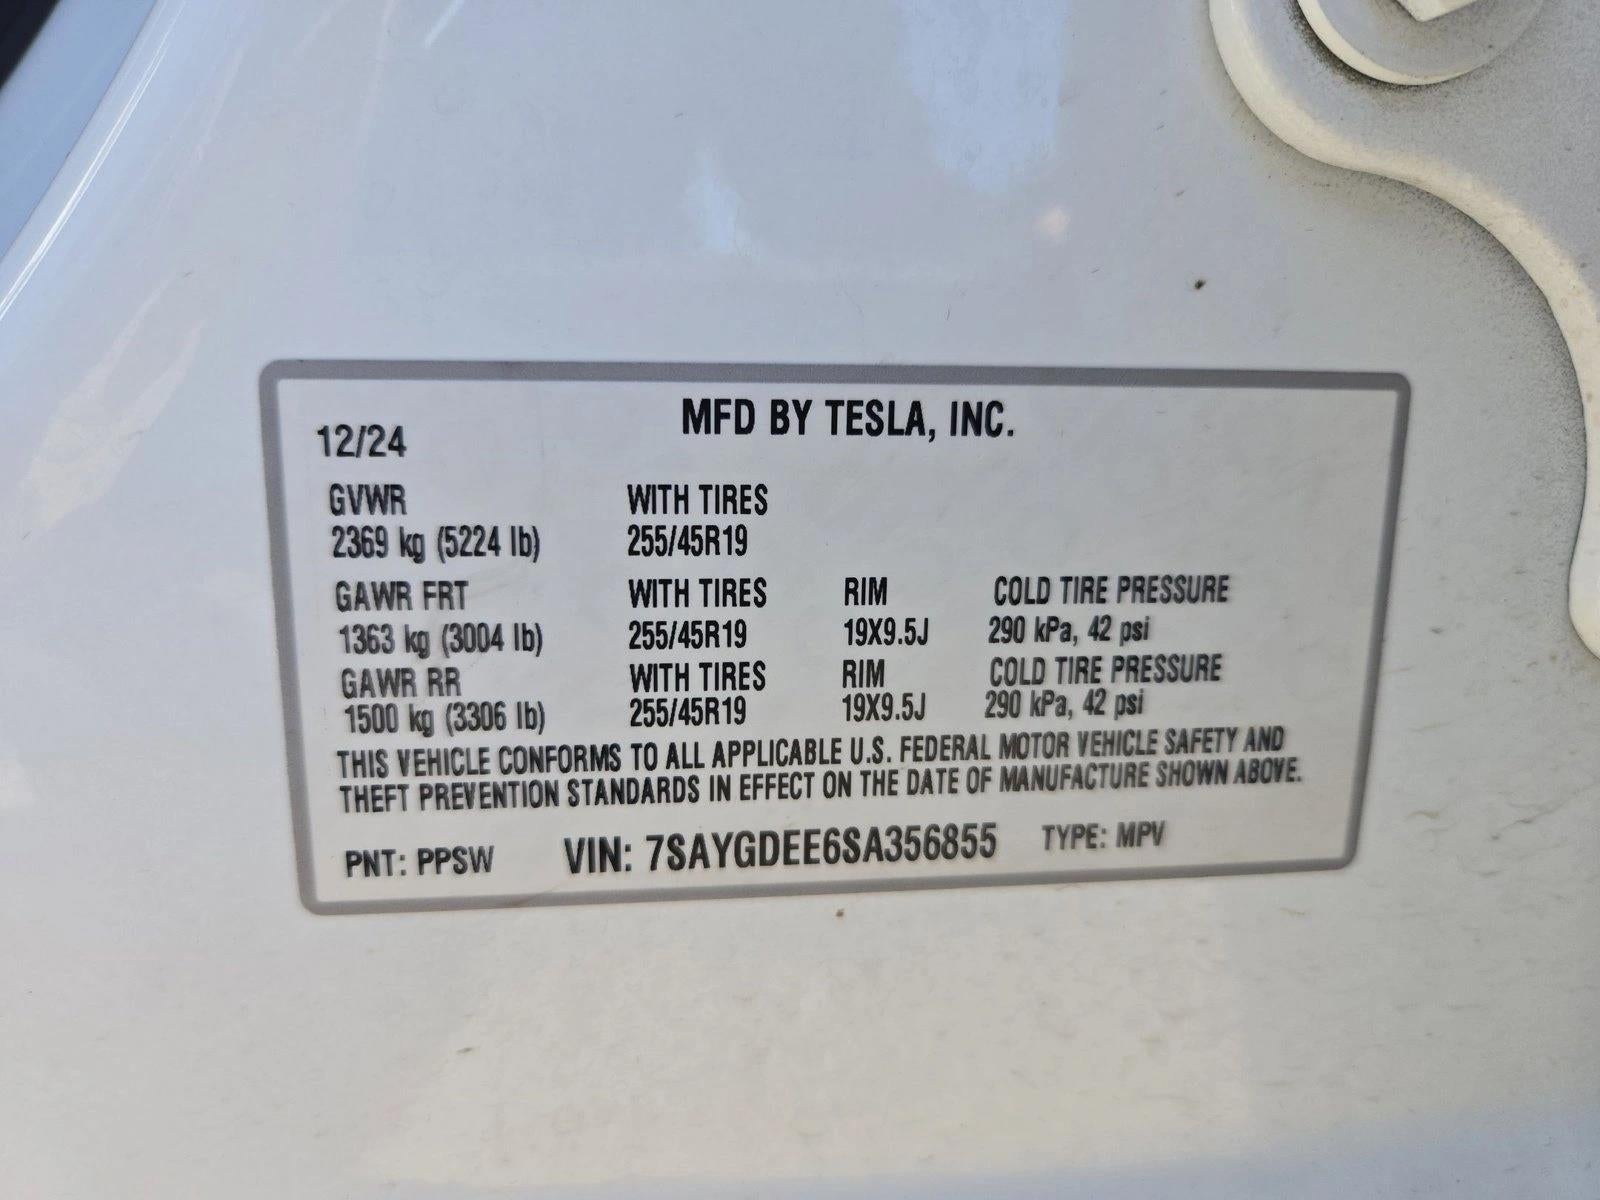 MFD BY TESLA, INC.
12/24
GVWR WITH TIRES
2369 kg (5224 lb) 255/45R19
GAWR FRT WITH TIRES RIM COLD TIRE PRESSURE
1363 kg (3004 lb) 255/45R19 19X9.5J 290 kPa, 42 psi
GAWR RR WITH TIRES RIM COLD TIRE PRESSURE
1500 kg (3306 lb) 255/45R19 19X9.5J 290 kPa, 42 psi
THIS VEHICLE CONFORMS TO ALL APPLICABLE U.S. FEDERAL MOTOR VEHICLE SAFETY AND
THEFT PREVENTION STANDARDS IN EFFECT ON THE DATE OF MANUFACTURE SHOWN ABOVE.
PNT: PPSW VIN: 7SAYGDEE6SA356855 TYPE: MPV